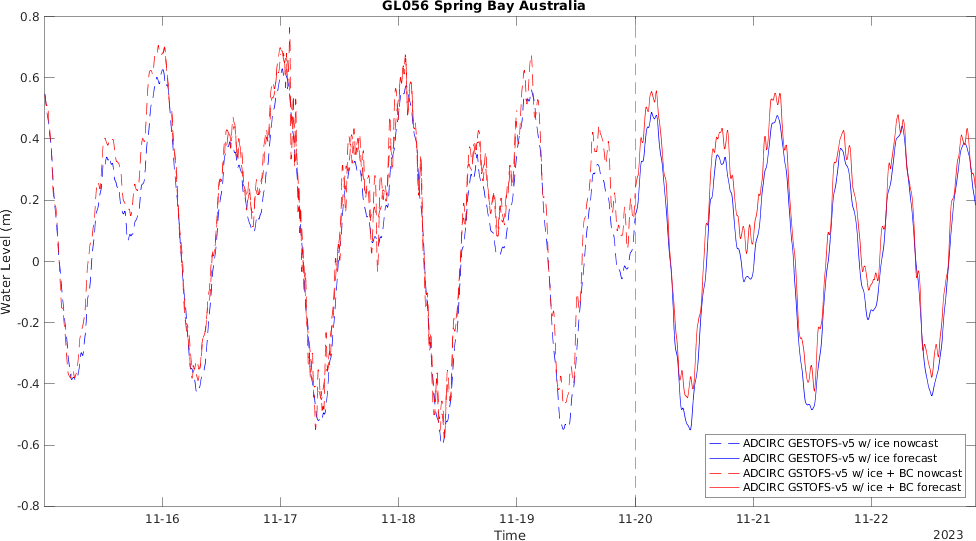 GL056 Spring Bay Australia
0.8
0.6
0.4
0.2
0
-0.2
-0.4
-0.6
-0.8
Water Level (m)
11-16 11-17 11-18 11-19 11-20 11-21 11-22
Time
2023
ADCIRC GESTOFS-v5 w/ ice nowcast
ADCIRC GESTOFS-v5 w/ ice forecast
ADCIRC GSTOFS-v5 w/ ice + BC nowcast
ADCIRC GSTOFS-v5 w/ ice + BC forecast